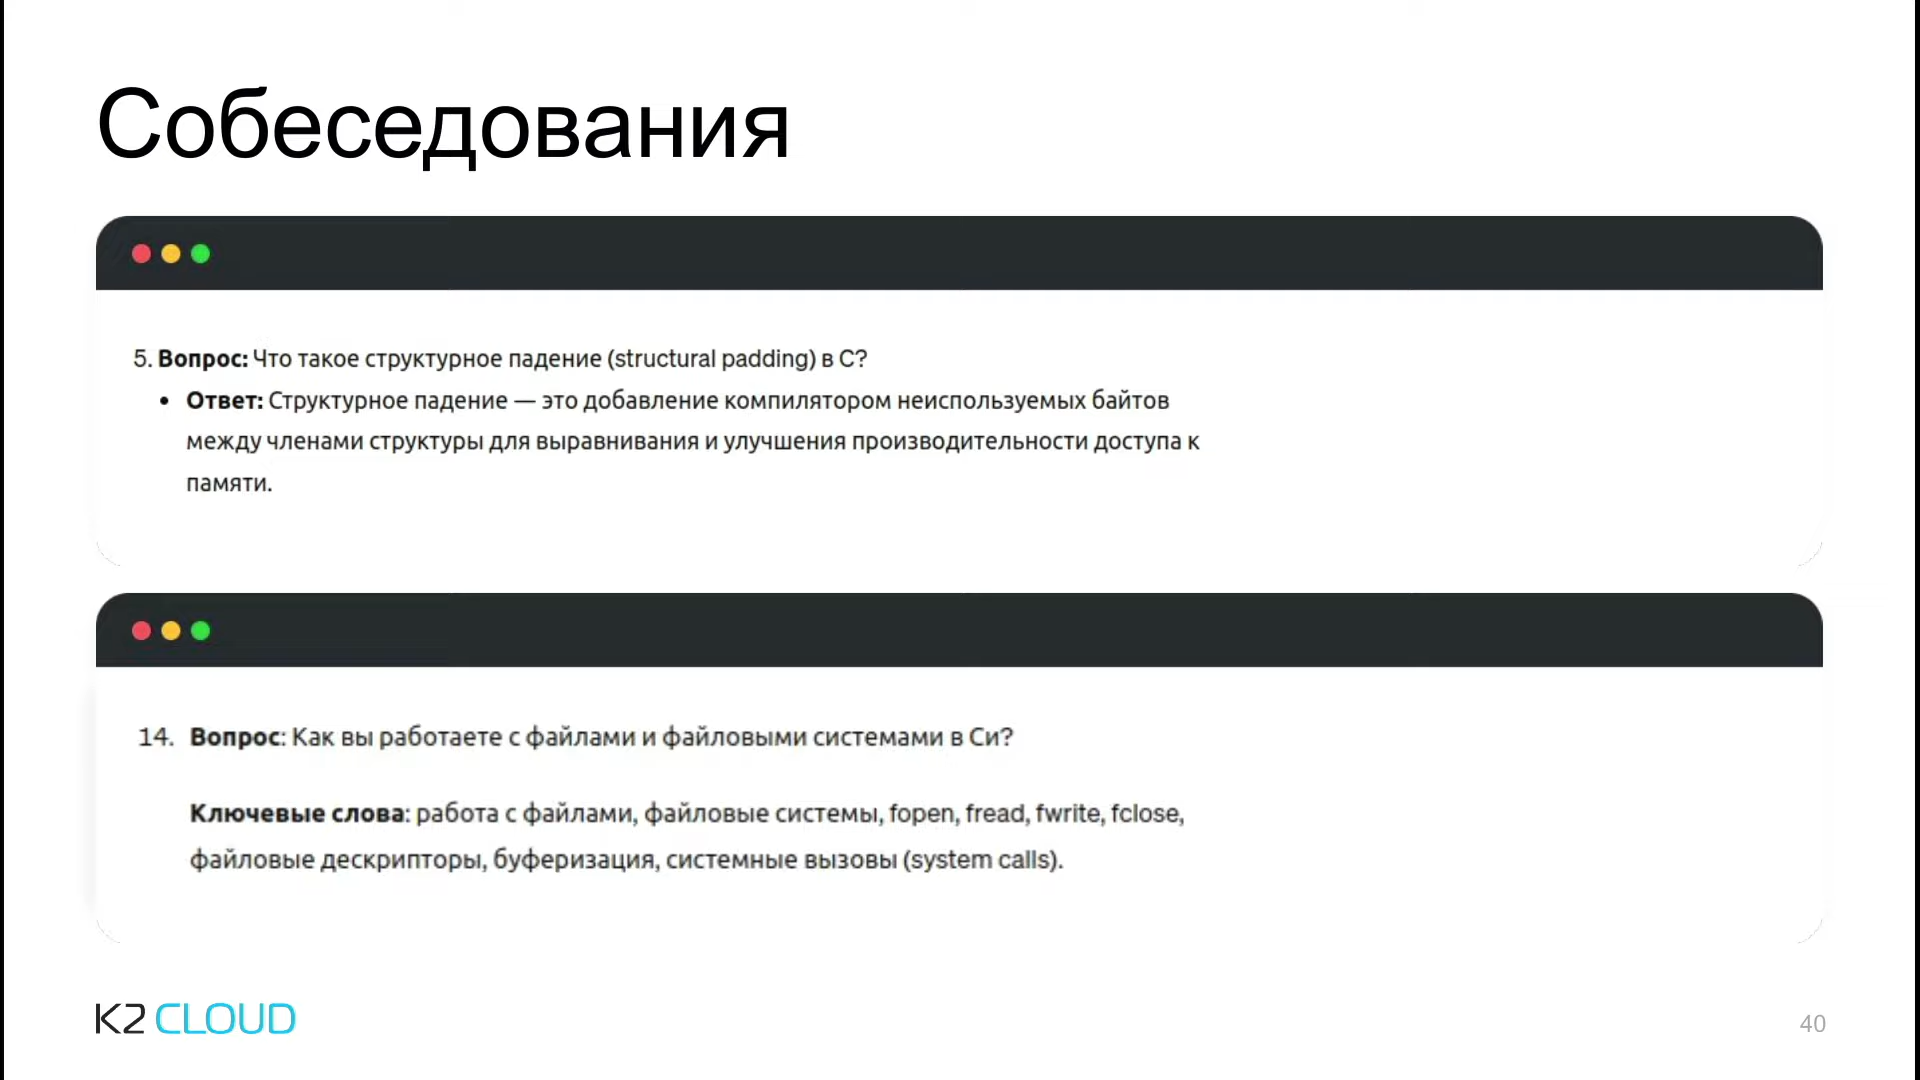 Собеседования
5. Вопрос: Что такое структурное падение (structural padding) в C?
• Ответ: Структурное падение — это добавление компилятором неиспользуемых байтов
между членами структуры для выравнивания и улучшения производительности доступа к
памяти.
14. Вопрос: Как вы работаете с файлами и файловыми системами в Си?
Ключевые слова: работа с файлами, файловые системы, fopen, fread, fwrite, fclose,
файловые дескрипторы, буферизация, системные вызовы (system calls).
K2 CLOUD
40